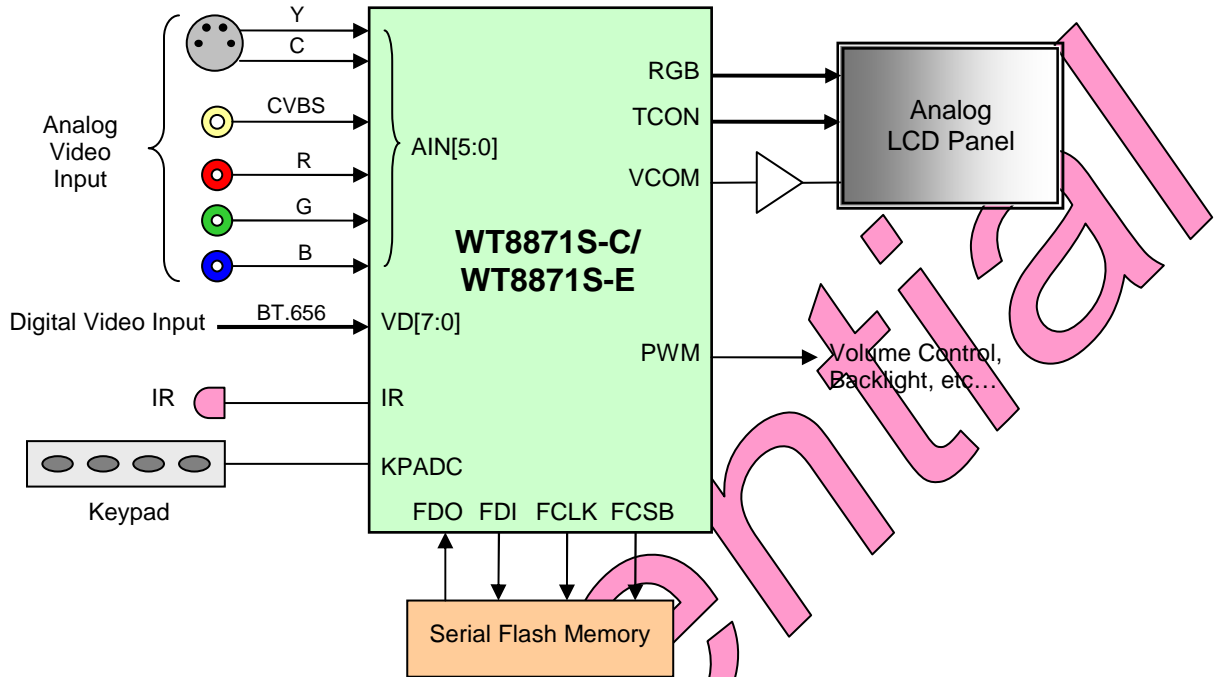 Y
C
CVBS
R
G
B
Analog
Video
Input
AIN[5:0]
RGB
TCON
VCOM
Analog
LCD Panel
WT8871S-C/
WT8871S-E
Digital Video Input
BT.656
VD[7:0]
PWM
Volume Control,
Backlight, etc…
IR
IR
KPADC
Keypad
FDO FDI FCLK FCSB
Serial Flash Memory
ential